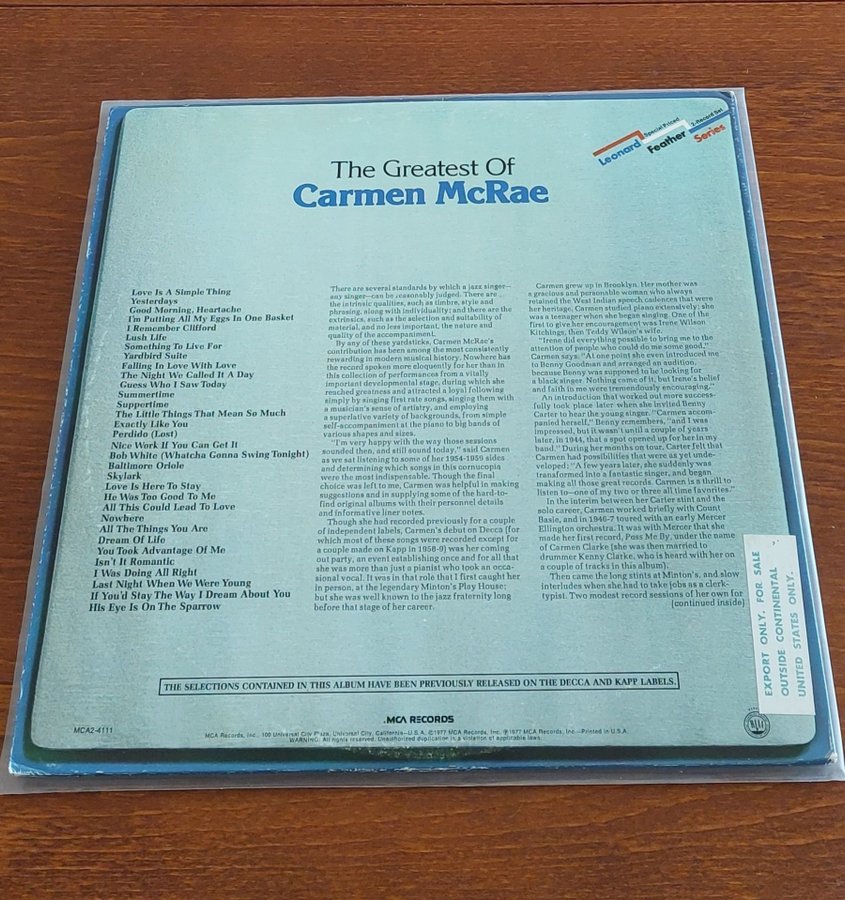 Leonard Feather Series
Special Priced 2-Record Set
The Greatest Of
Carmen McRae
Love Is A Simple Thing
Yesterdays
Good Morning, Heartache
I'm Putting All My Eggs In One Basket
I Remember Clifford
Lush Life
Something To Live For
Yardbird Suite
Falling In Love With Love
The Night We Called It A Day
Guess Who I Saw Today
Summertime
Suppertime
The Little Things That Mean So Much
Exactly Like You
Perdido (Lost)
Nice Work If You Can Get It
Bob White (Whatcha Gonna Swing Tonight)
Baltimore Oriole
Skylark
Love Is Here To Stay
He Was Too Good To Me
All This Could Lead To Love
Nowhere
All The Things You Are
Dream Of Life
You Took Advantage Of Me
Isn't It Romantic
I Was Doing All Right
Last Night When We Were Young
If You'd Stay The Way I Dream About You
His Eye Is On The Sparrow
There are several standards by which a jazz singer—
any singer—can be reasonably judged. There are
the intrinsic qualities, such as timbre, style and
phrasing, along with individuality; and there are the
extrinsics, such as the selection and suitability of
material, and no less important, the nature and
quality of the accompaniment.
By any of these yardsticks, Carmen McRae's
contribution has been among the most consistently
rewarding in modern musical history. Nowhere has
the record spoken more eloquently for her than in
this collection of performances from a vitally
important developmental stage, during which she
reached greatness and attracted a loyal following
simply by singing first rate songs, singing them with
a musician's sense of artistry, and employing
a superlative variety of backgrounds, from simple
self-accompaniment at the piano to big bands of
various shapes and sizes.
"I'm very happy with the way those sessions
sounded then, and still sound today," said Carmen
as we sat listening to some of her 1954-1959 sides
and determining which songs in this cornucopia
were the most indispensable. Though the final
choice was left to me, Carmen was helpful in making
suggestions and in supplying some of the hard-to-
find original albums with their personnel details
and informative liner notes.
Though she had recorded previously for a couple
of independent labels, Carmen's debut on Decca (for
which most of these songs were recorded except for
a couple made on Kapp in 1958-9) was her coming
out party, an event establishing once and for all that
she was more than just a pianist who took an occa-
sional vocal. It was in that role that I first caught her
in person, at the legendary Minton's Play House;
but she was well known to the jazz fraternity long
before that stage of her career.
Carmen grew up in Brooklyn. Her mother was
a gracious and personable woman who always
retained the West Indian speech cadences that were
her heritage. Carmen studied piano extensively; she
was a teenager when she began singing. One of the
first to give her encouragement was Irene Wilson
Kitchings, then Teddy Wilson's wife.
"Irene did everything possible to bring me to the
attention of people who could do me some good,"
Carmen says. "At one point she even introduced me
to Benny Goodman and arranged an audition,
because Benny was supposed to be looking for
a black singer. Nothing came of it, but Irene's belief
and faith in me were tremendously encouraging."
An introduction that worked out more success-
fully took place later when she invited Benny
Carter to hear the young singer. "Carmen accom-
panied herself," Benny remembers, "and I was
impressed, but it wasn't until a couple of years
later, in 1944, that a spot opened up for her in my
band." During her months on tour, Carter felt that
Carmen had possibilities that were as yet unde-
veloped: "A few years later, she suddenly was
transformed into a fantastic singer, and began
making all those great records. Carmen is a thrill to
listen to—one of my two or three all time favorites."
In the interim between her Carter stint and the
solo career, Carmen worked briefly with Count
Basie, and in 1946-7 toured with an early Mercer
Ellington orchestra. It was with Mercer that she
made her first record, Pass Me By, under the name
of Carmen Clarke (she was then married to
drummer Kenny Clarke, who is heard with her on
a couple of tracks in this album).
Then came the long stints at Minton's, and slow
interludes when she had to take jobs as a clerk-
typist. Two modest record sessions of her own for
(continued inside)
EXPORT ONLY. FOR SALE
OUTSIDE CONTINENTAL
UNITED STATES ONLY.
THE SELECTIONS CONTAINED IN THIS ALBUM HAVE BEEN PREVIOUSLY RELEASED ON THE DECCA AND KAPP LABELS.
MCA RECORDS
MCA2-4111
MCA Records, Inc., 100 Universal City Plaza, Universal City, California—U.S.A. ©1977 MCA Records, Inc. ℗1977 MCA Records, Inc.—Printed in U.S.A.
WARNING: All rights reserved. Unauthorized duplication is a violation of applicable laws.